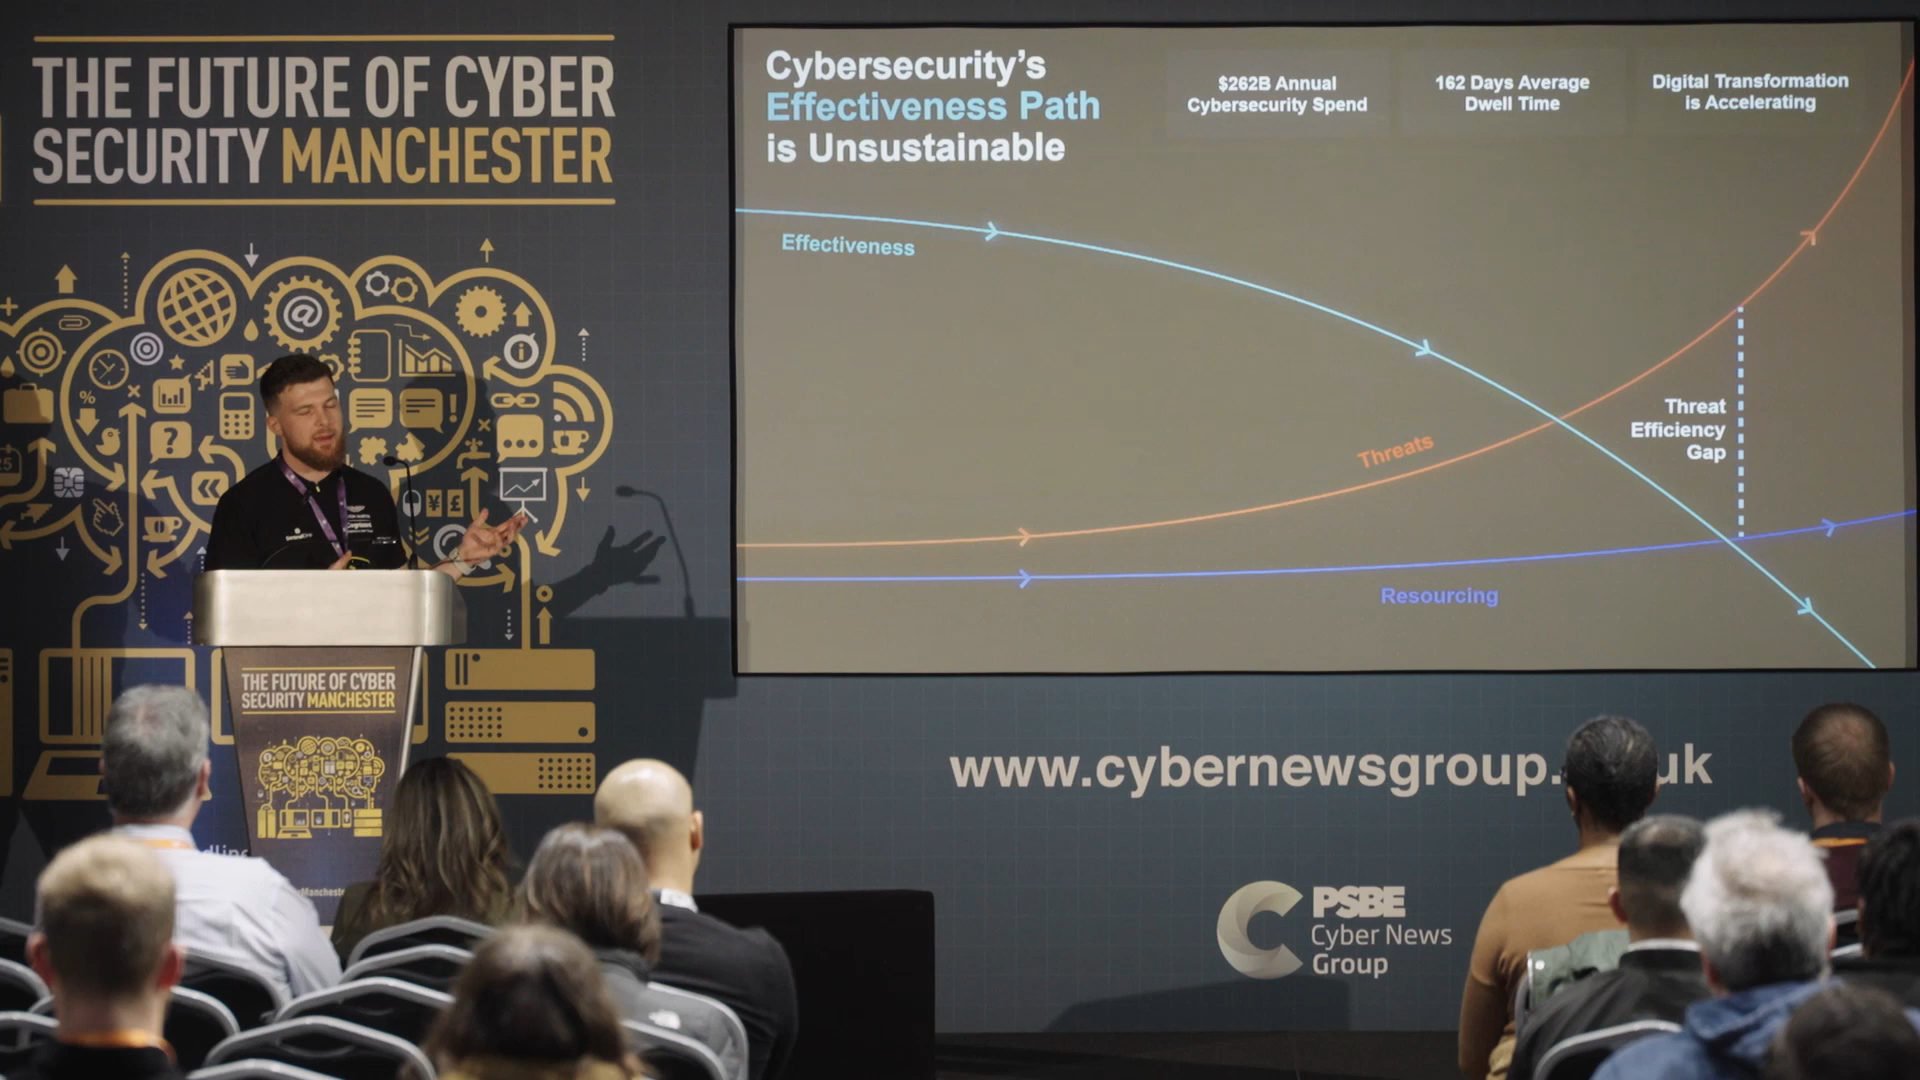 THE FUTURE OF CYBER
SECURITY MANCHESTER
Cybersecurity's
Effectiveness Path
is Unsustainable
$262B Annual
Cybersecurity Spend
162 Days Average
Dwell Time
Digital Transformation
is Accelerating
Effectiveness
Threats
Threat
Efficiency
Gap
Resourcing
THE FUTURE OF CYBER
SECURITY MANCHESTER
www.cybernewsgroup.
uk
PSBE
Cyber News
Group